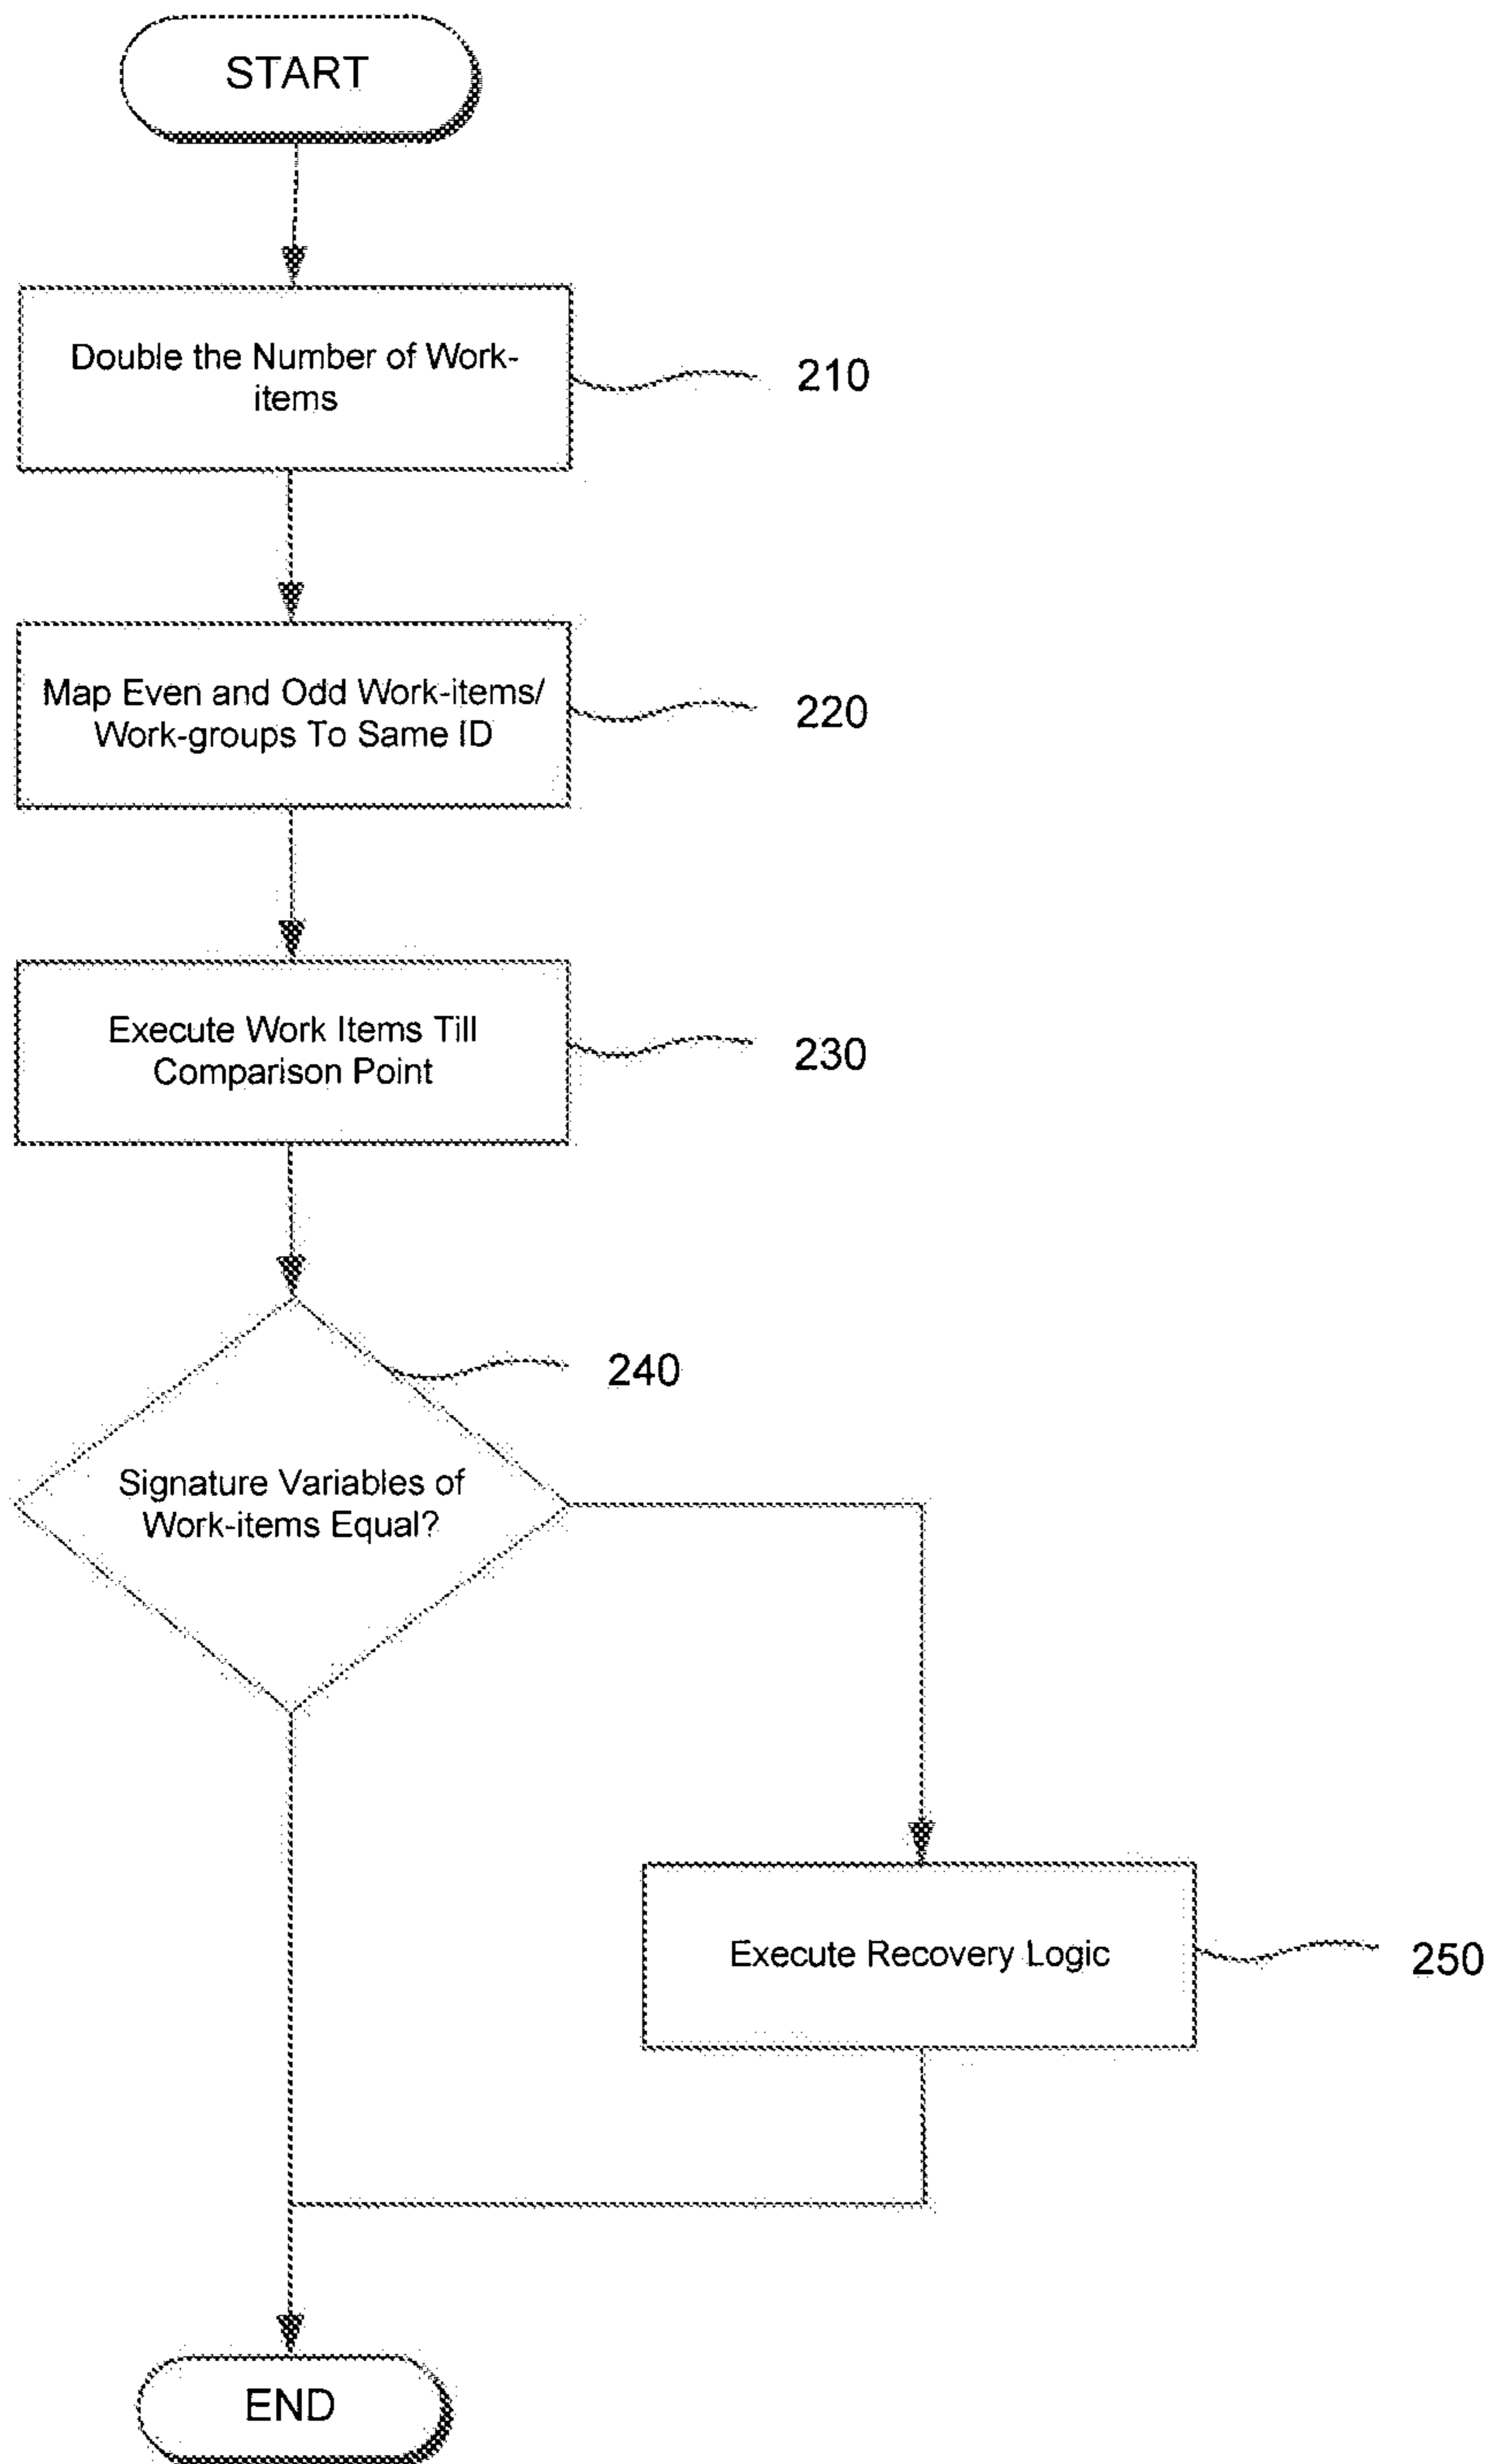 START
Double the Number of Work-
items
210
Map Even and Odd Work-items/
Work-groups To Same ID
220
Execute Work Items Till
Comparison Point
230
240
Signature Variables of
Work-items Equal?
Execute Recovery Logic
250
END